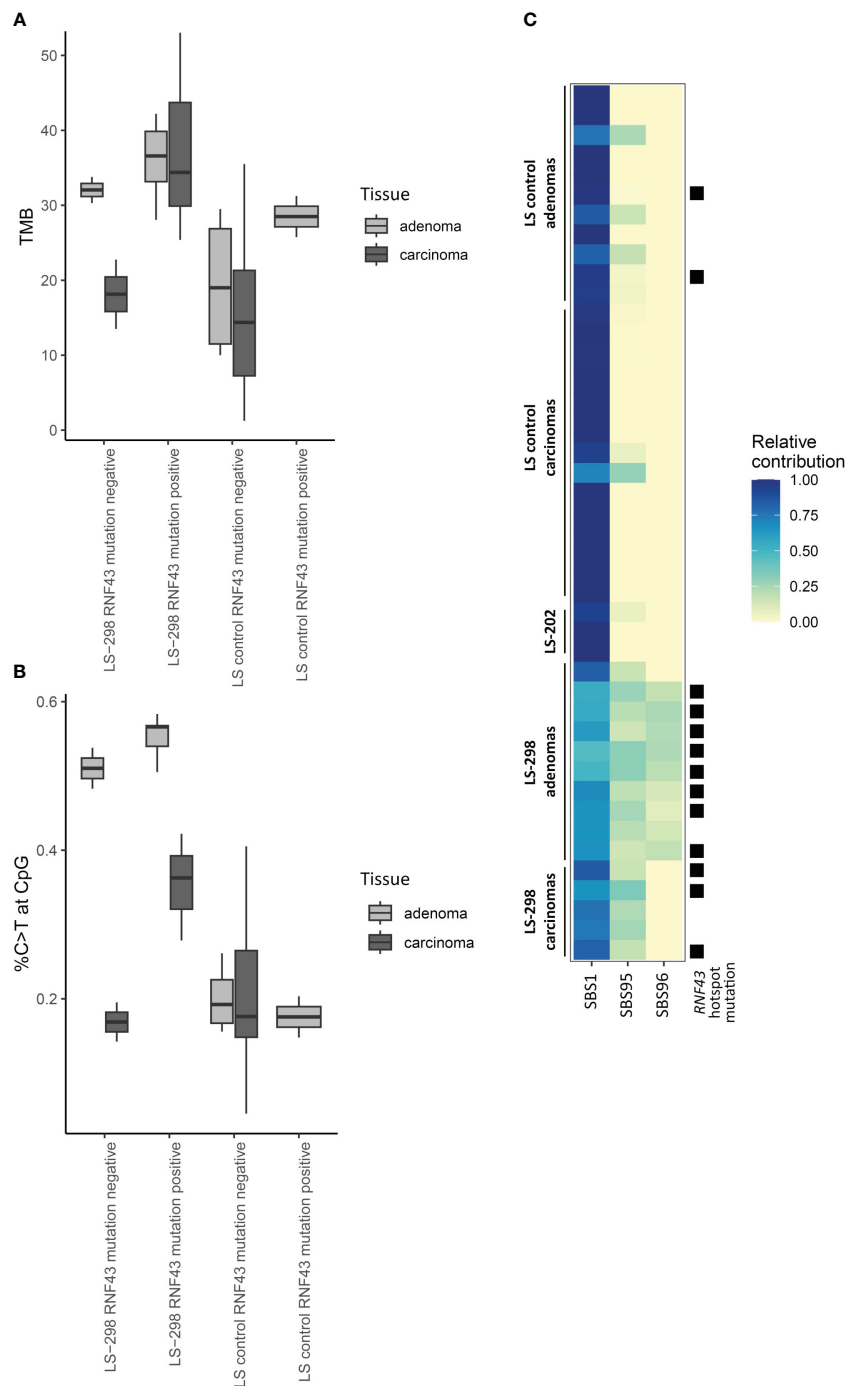 A
50
40
30
20
10
0
TMB
LS−298 RNF43 mutation negative
LS−298 RNF43 mutation positive
LS control RNF43 mutation negative
LS control RNF43 mutation positive
Tissue
adenoma
carcinoma
B
0.6
0.4
0.2
%C>T at CpG
LS−298 RNF43 mutation negative
LS−298 RNF43 mutation positive
LS control RNF43 mutation negative
LS control RNF43 mutation positive
Tissue
adenoma
carcinoma
C
LS control
adenomas
LS control
carcinomas
LS-202
LS-298
adenomas
LS-298
carcinomas
SBS1
SBS95
SBS96
RNF43
hotspot
mutation
Relative
contribution
1.00
0.75
0.50
0.25
0.00